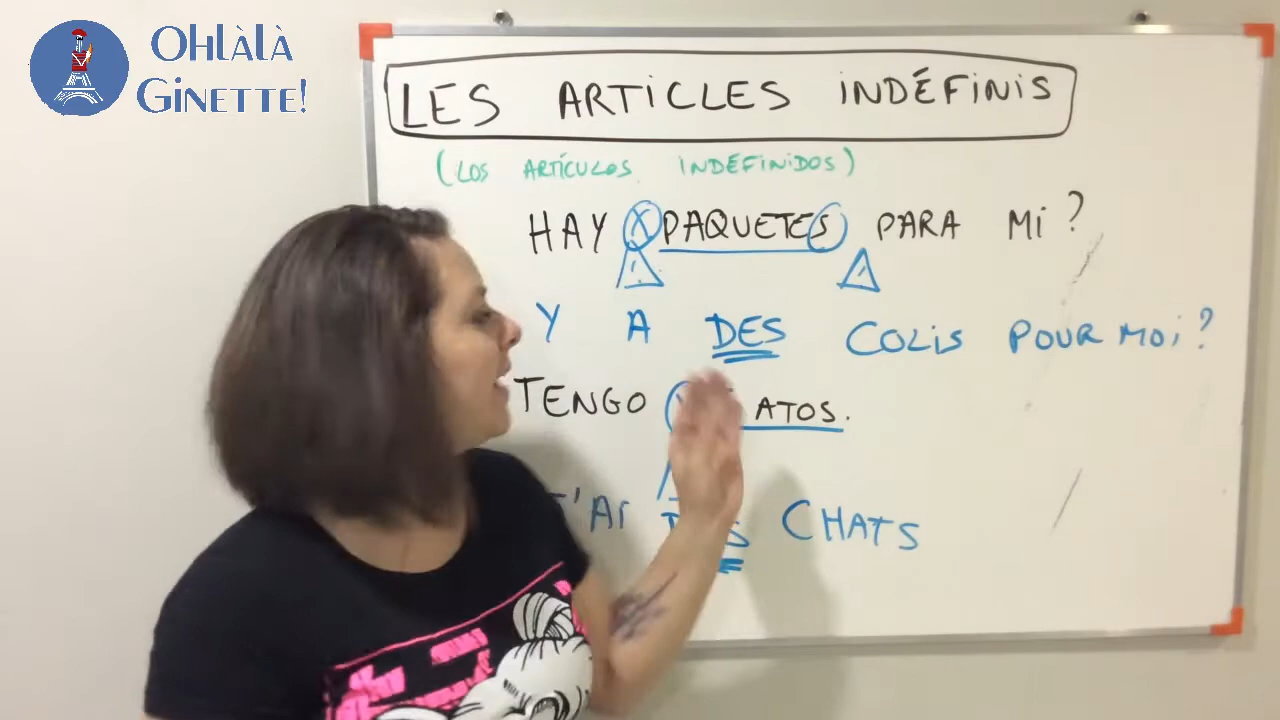 OHLÀLÀ
GINETTE!
LES ARTICLES INDÉFINIS
(LOS ARTÍCULOS INDEFINIDOS)
HAY X PAQUETES PARA MI?
Y A DES COLIS POUR MOI?
TENGO ATOS.
'AI CHATS